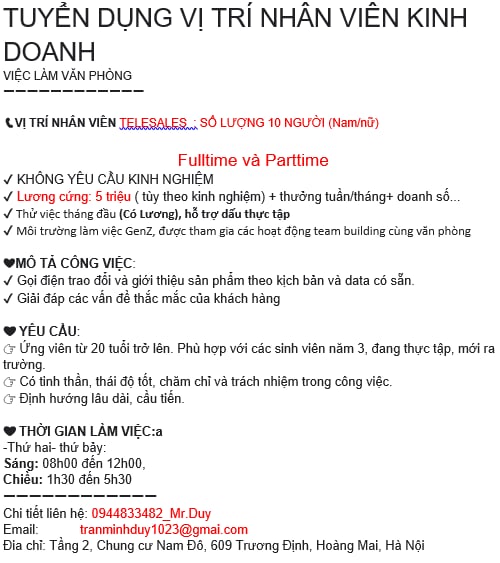 TUYỂN DỤNG VỊ TRÍ NHÂN VIÊN KINH
DOANH
VIỆC LÀM VĂN PHÒNG
➖➖➖➖➖➖➖➖➖➖➖➖
📞VỊ TRÍ NHÂN VIÊN TELESALES : SỐ LƯỢNG 10 NGƯỜI (Nam/nữ)
Fulltime và Parttime
✔ KHÔNG YÊU CẦU KINH NGHIỆM
✔ Lương cứng: 5 triệu ( tùy theo kinh nghiệm) + thưởng tuần/tháng+ doanh số...
✔ Thử việc tháng đầu (Có Lương), hỗ trợ dấu thực tập
✔ Môi trường làm việc GenZ, được tham gia các hoạt động team building cùng văn phòng
❤MÔ TẢ CÔNG VIỆC:
✔ Gọi điện trao đổi và giới thiệu sản phẩm theo kịch bản và data có sẵn.
✔ Giải đáp các vấn đề thắc mắc của khách hàng
❤ YÊU CẦU:
👉 Ứng viên từ 20 tuổi trở lên. Phù hợp với các sinh viên năm 3, đang thực tập, mới ra
trường.
👉 Có tinh thần, thái độ tốt, chăm chỉ và trách nhiệm trong công việc.
👉 Định hướng lâu dài, cầu tiến.
❤ THỜI GIAN LÀM VIỆC:a
-Thứ hai- thứ bảy:
Sáng: 08h00 đến 12h00,
Chiều: 1h30 đến 5h30
➖➖➖➖➖➖➖➖➖➖➖➖➖
Chi tiết liên hệ: 0944833482_Mr.Duy
Email: tranminhduy1023@gmai.com
Địa chỉ: Tầng 2, Chung cư Nam Đô, 609 Trương Định, Hoàng Mai, Hà Nội